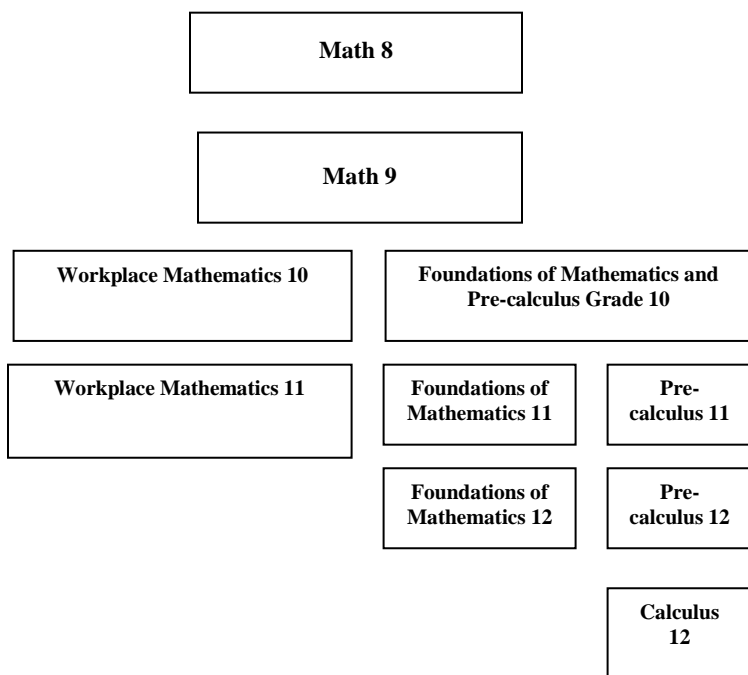 Math 8
Math 9
Workplace Mathematics 10
Foundations of Mathematics and
Pre-calculus Grade 10
Workplace Mathematics 11
Foundations of
Mathematics 11
Pre-
calculus 11
Foundations of
Mathematics 12
Pre-
calculus 12
Calculus
12